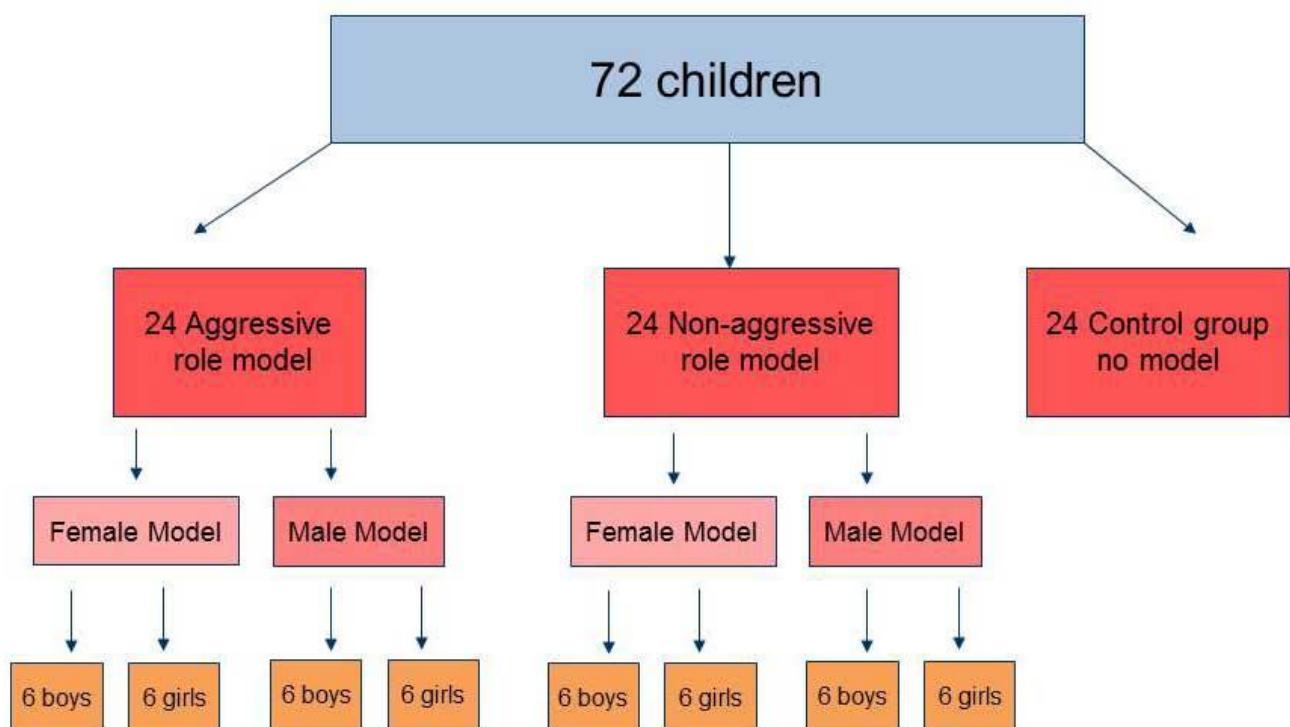 72 children
24 Aggressive
role model
24 Non-aggressive
role model
24 Control group
no model
Female Model
Male Model
Female Model
Male Model
6 boys
6 girls
6 boys
6 girls
6 boys
6 girls
6 boys
6 girls